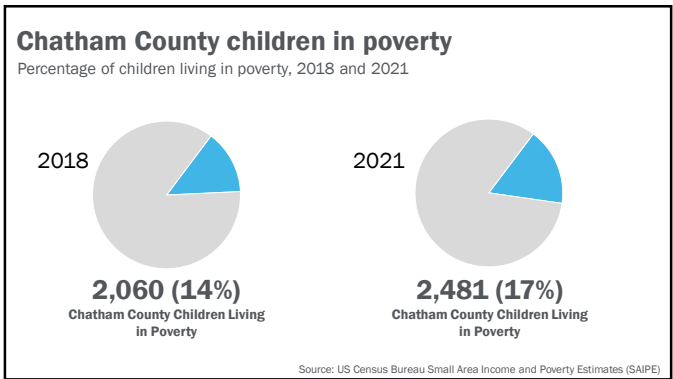 Chatham County children in poverty
Percentage of children living in poverty, 2018 and 2021
2018
2,060 (14%)
Chatham County Children Living
in Poverty
2021
2,481 (17%)
Chatham County Children Living
in Poverty
Source: US Census Bureau Small Area Income and Poverty Estimates (SAIPE)